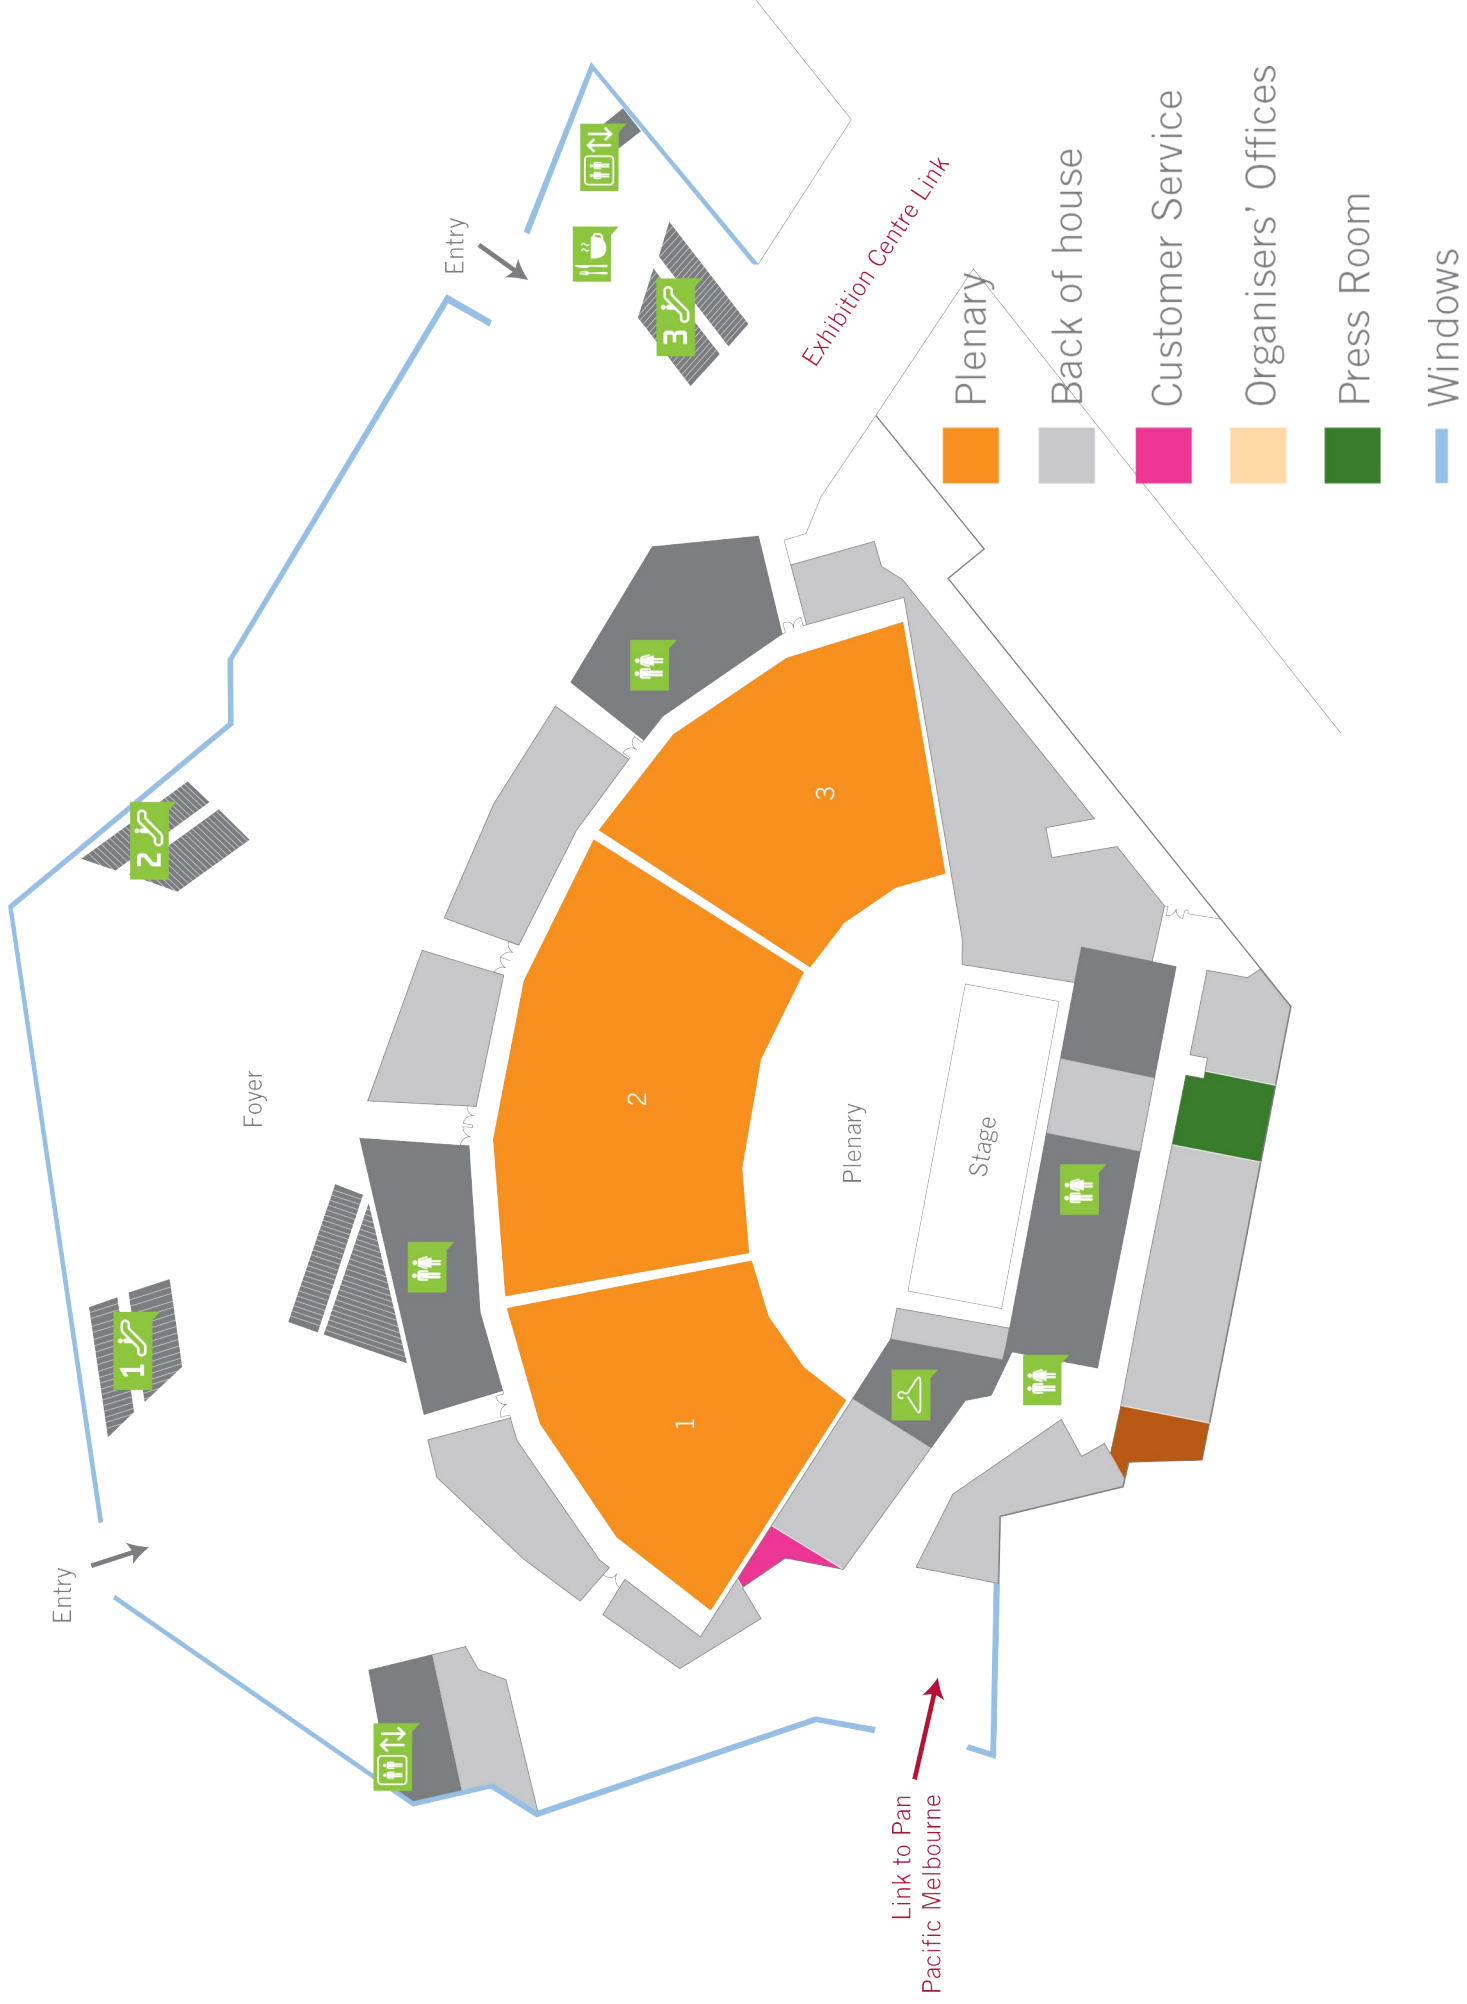 Entry
Entry
Foyer
1
2
3
1
2
3
Plenary
Stage
Exhibition Centre Link
Link to Pan
Pacific Melbourne
Plenary
Back of house
Customer Service
Organisers’ Offices
Press Room
Windows